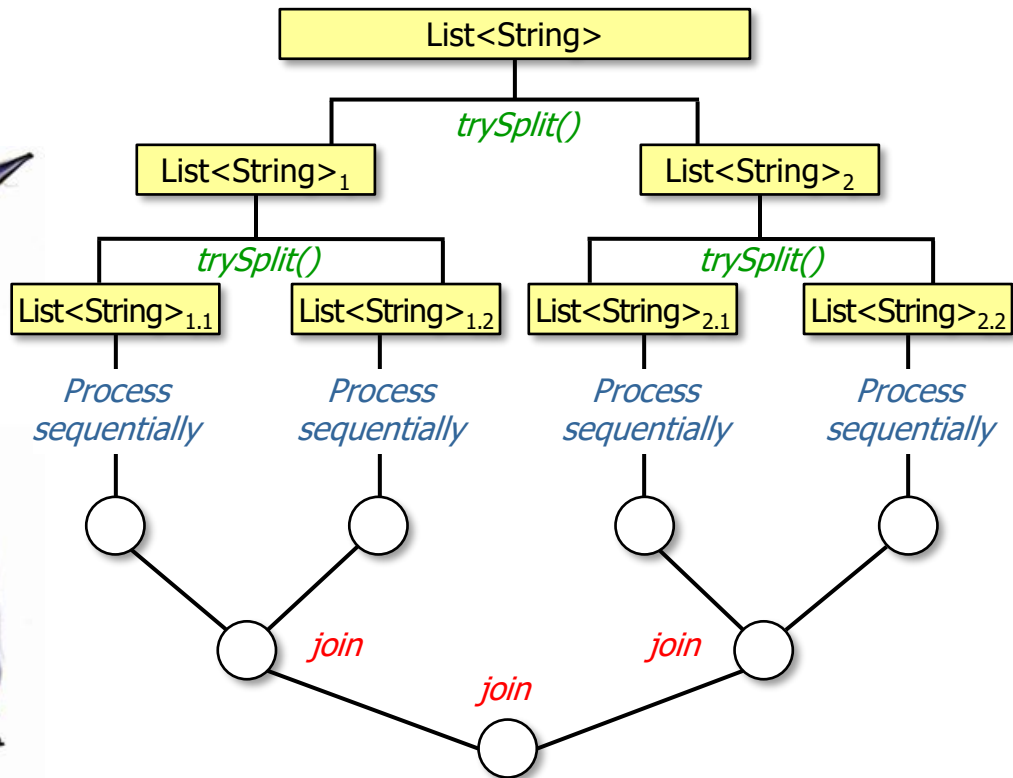 List<String>
trySplit()
List<String>1
List<String>2
trySplit()
trySplit()
List<String>1.1
List<String>1.2
List<String>2.1
List<String>2.2
Process
sequentially
Process
sequentially
Process
sequentially
Process
sequentially
join
join
join